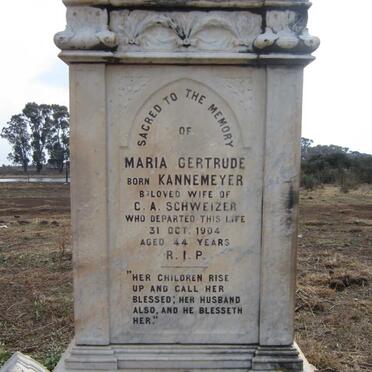 SACRED TO THE MEMORY
OF
MARIA GERTRUDE
BORN KANNEMEYER
BELOVED WIFE OF
C. A. SCHWEIZER
WHO DEPARTED THIS LIFE
31 OCT. 1904
AGED 44 YEARS
R.I.P.
"HER CHILDREN RISE
UP AND CALL HER
BLESSED; HER HUSBAND
ALSO, AND HE BLESSETH
HER."